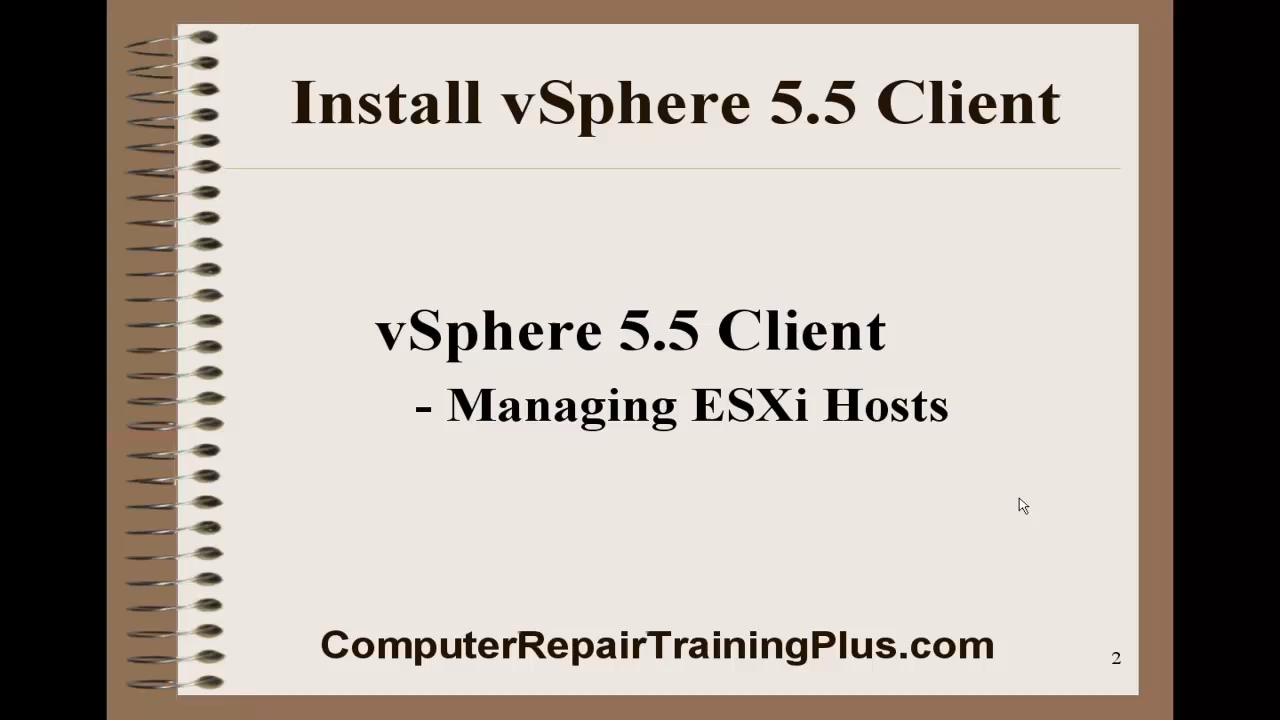 Install vSphere 5.5 Client
vSphere 5.5 Client
- Managing ESXi Hosts
ComputerRepairTrainingPlus.com
2